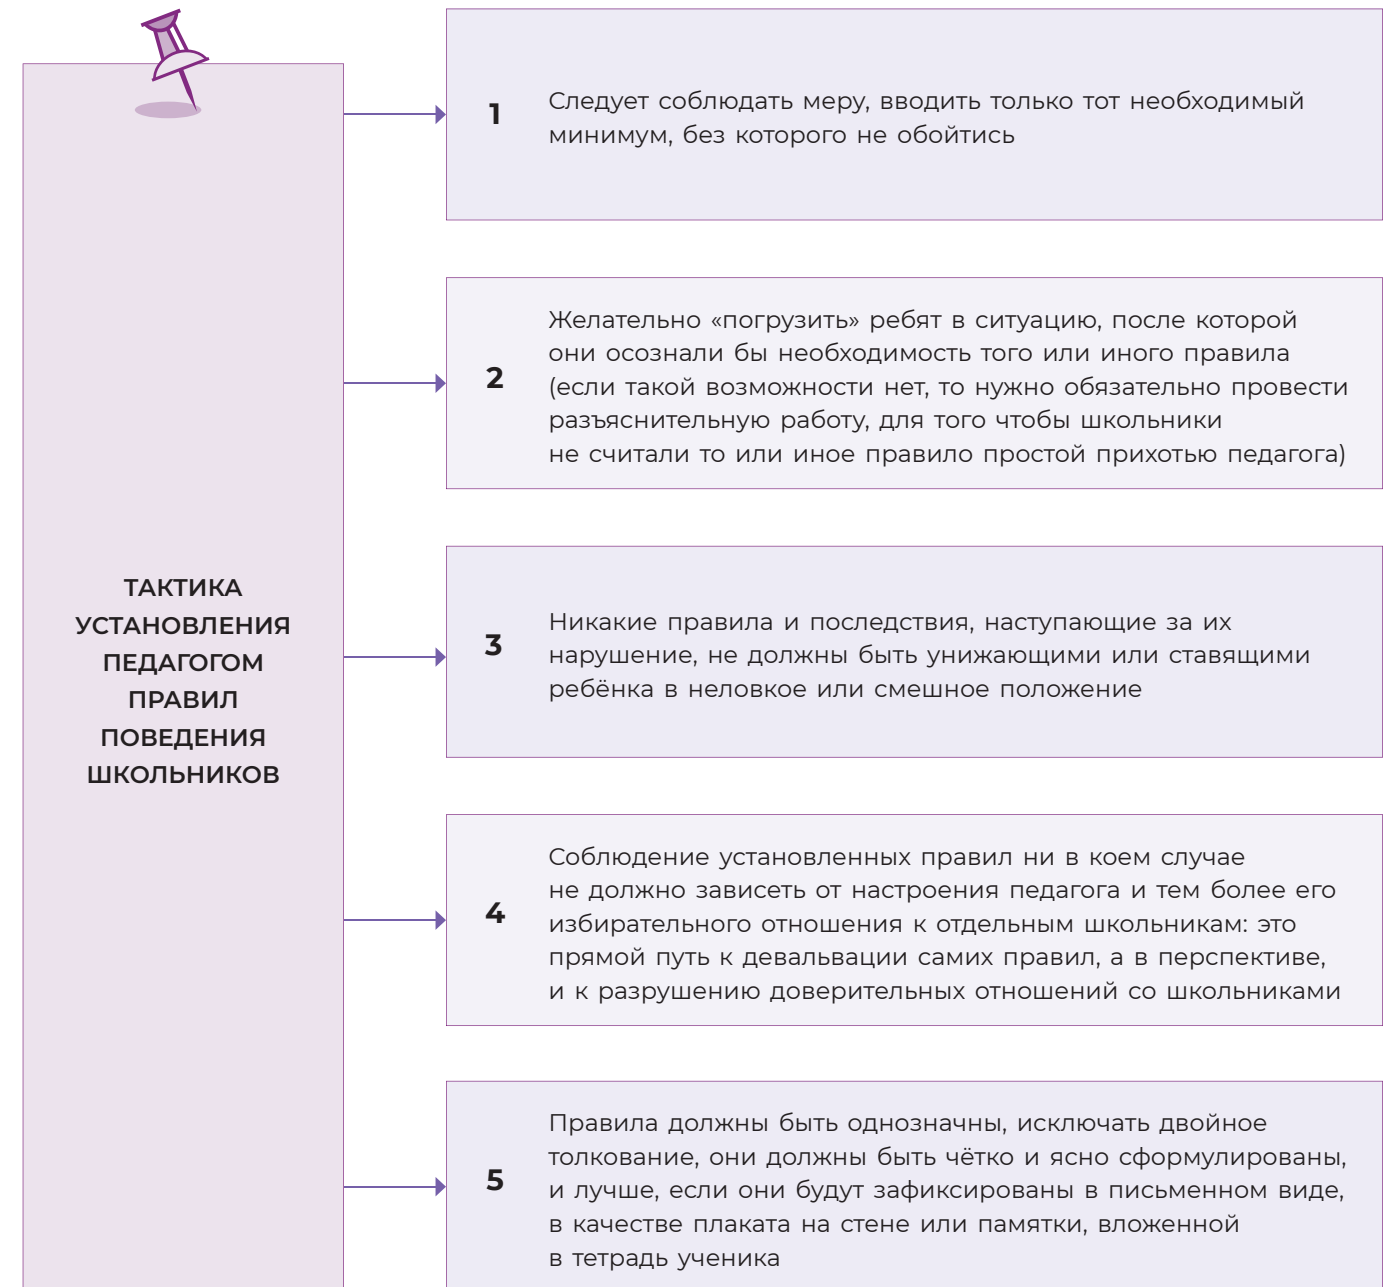 ТАКТИКА
УСТАНОВЛЕНИЯ
ПЕДАГОГОМ
ПРАВИЛ
ПОВЕДЕНИЯ
ШКОЛЬНИКОВ
1
Следует соблюдать меру, вводить только тот необходимый
минимум, без которого не обойтись
2
Желательно «погрузить» ребят в ситуацию, после которой
они осознали бы необходимость того или иного правила
(если такой возможности нет, то нужно обязательно провести
разъяснительную работу, для того чтобы школьники
не считали то или иное правило простой прихотью педагога)
3
Никакие правила и последствия, наступающие за их
нарушение, не должны быть унижающими или ставящими
ребёнка в неловкое или смешное положение
4
Соблюдение установленных правил ни в коем случае
не должно зависеть от настроения педагога и тем более его
избирательного отношения к отдельным школьникам: это
прямой путь к девальвации самих правил, а в перспективе,
и к разрушению доверительных отношений со школьниками
5
Правила должны быть однозначны, исключать двойное
толкование, они должны быть чётко и ясно сформулированы,
и лучше, если они будут зафиксированы в письменном виде,
в качестве плаката на стене или памятки, вложенной
в тетрадь ученика